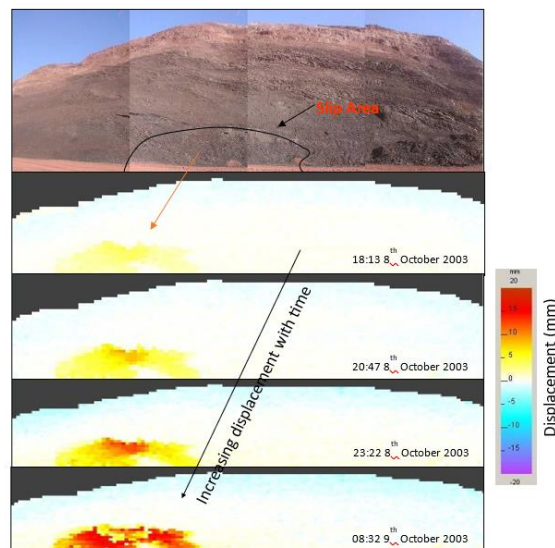 Slip Area
18:13 8th October 2003
20:47 8th October 2003
23:22 8th October 2003
08:32 9th October 2003
Increasing displacement with time
mm
20
15
10
5
0
-5
-10
-15
-20
Displacement (mm)